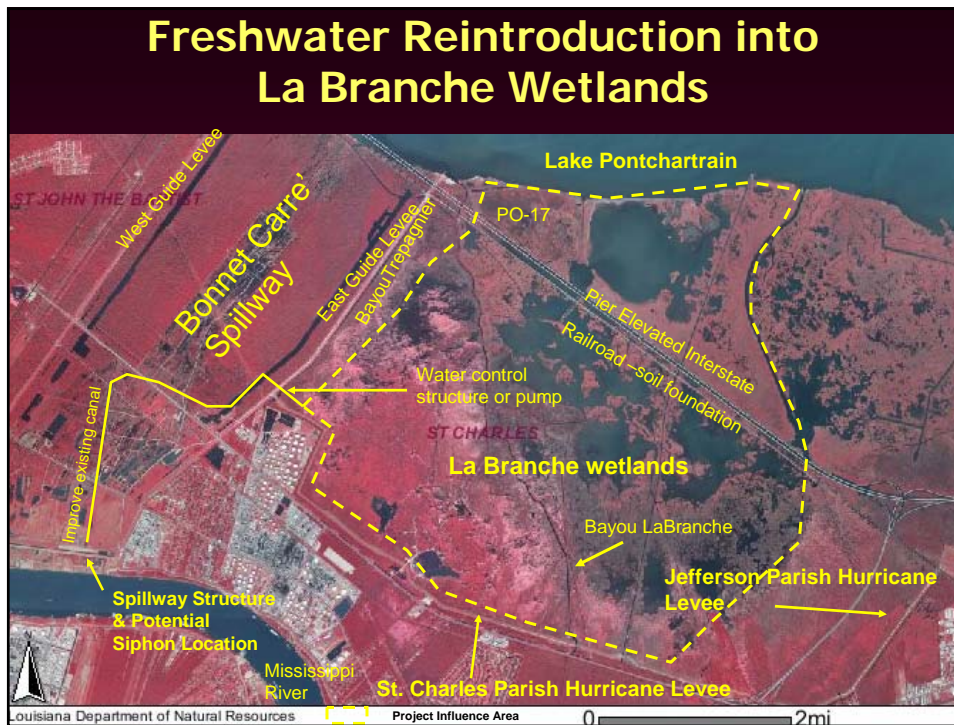 Freshwater Reintroduction into
La Branche Wetlands
Lake Pontchartrain
ST JOHN THE BAPTIST
West Guide Levee
PO-17
Bonnet Carre'
Spillway
East Guide Levee
BayouTrepagnier
Pier Elevated Interstate
Railroad –soil foundation
Water control
structure or pump
ST CHARLES
La Branche wetlands
Improve existing canal
Bayou LaBranche
Jefferson Parish Hurricane
Levee
Spillway Structure
& Potential
Siphon Location
Mississippi
River
St. Charles Parish Hurricane Levee
Louisiana Department of Natural Resources
Project Influence Area
0 2mi